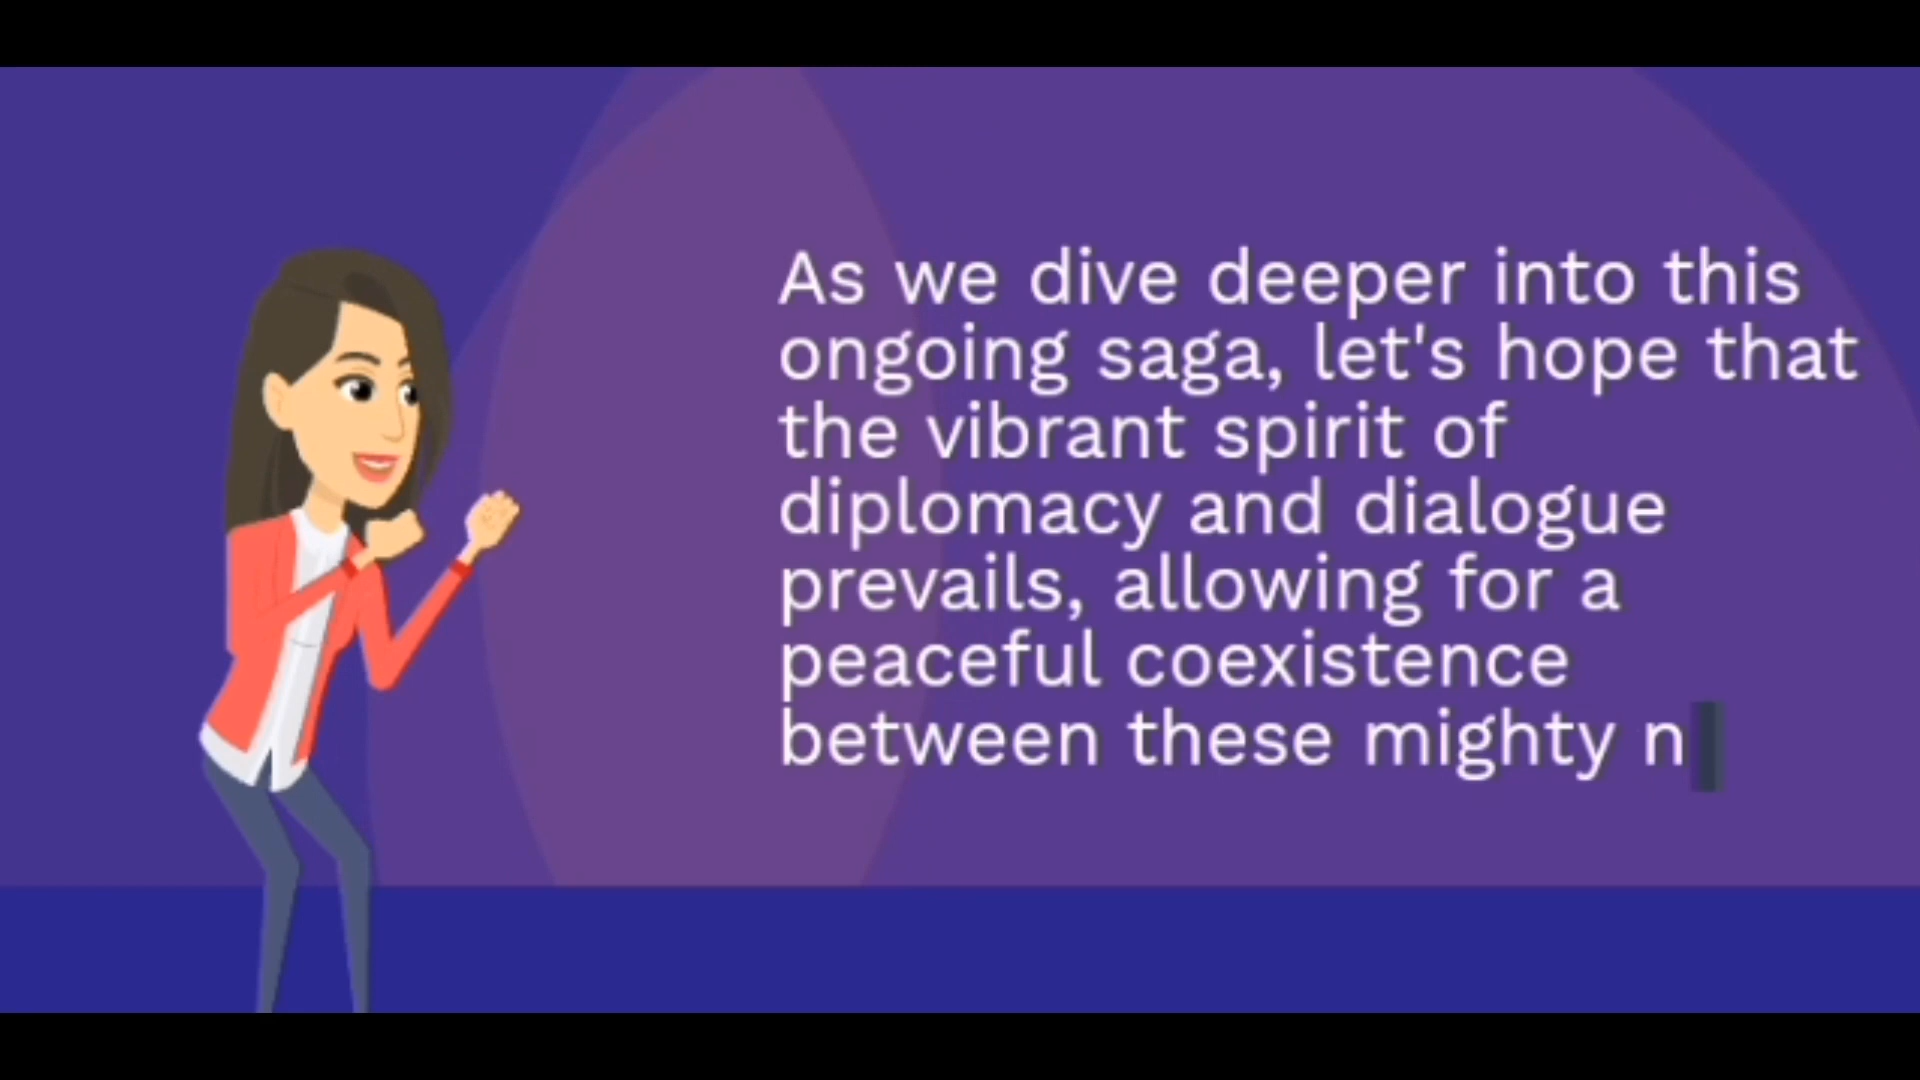 As we dive deeper into this
ongoing saga, let's hope that
the vibrant spirit of
diplomacy and dialogue
prevails, allowing for a
peaceful coexistence
between these mighty n